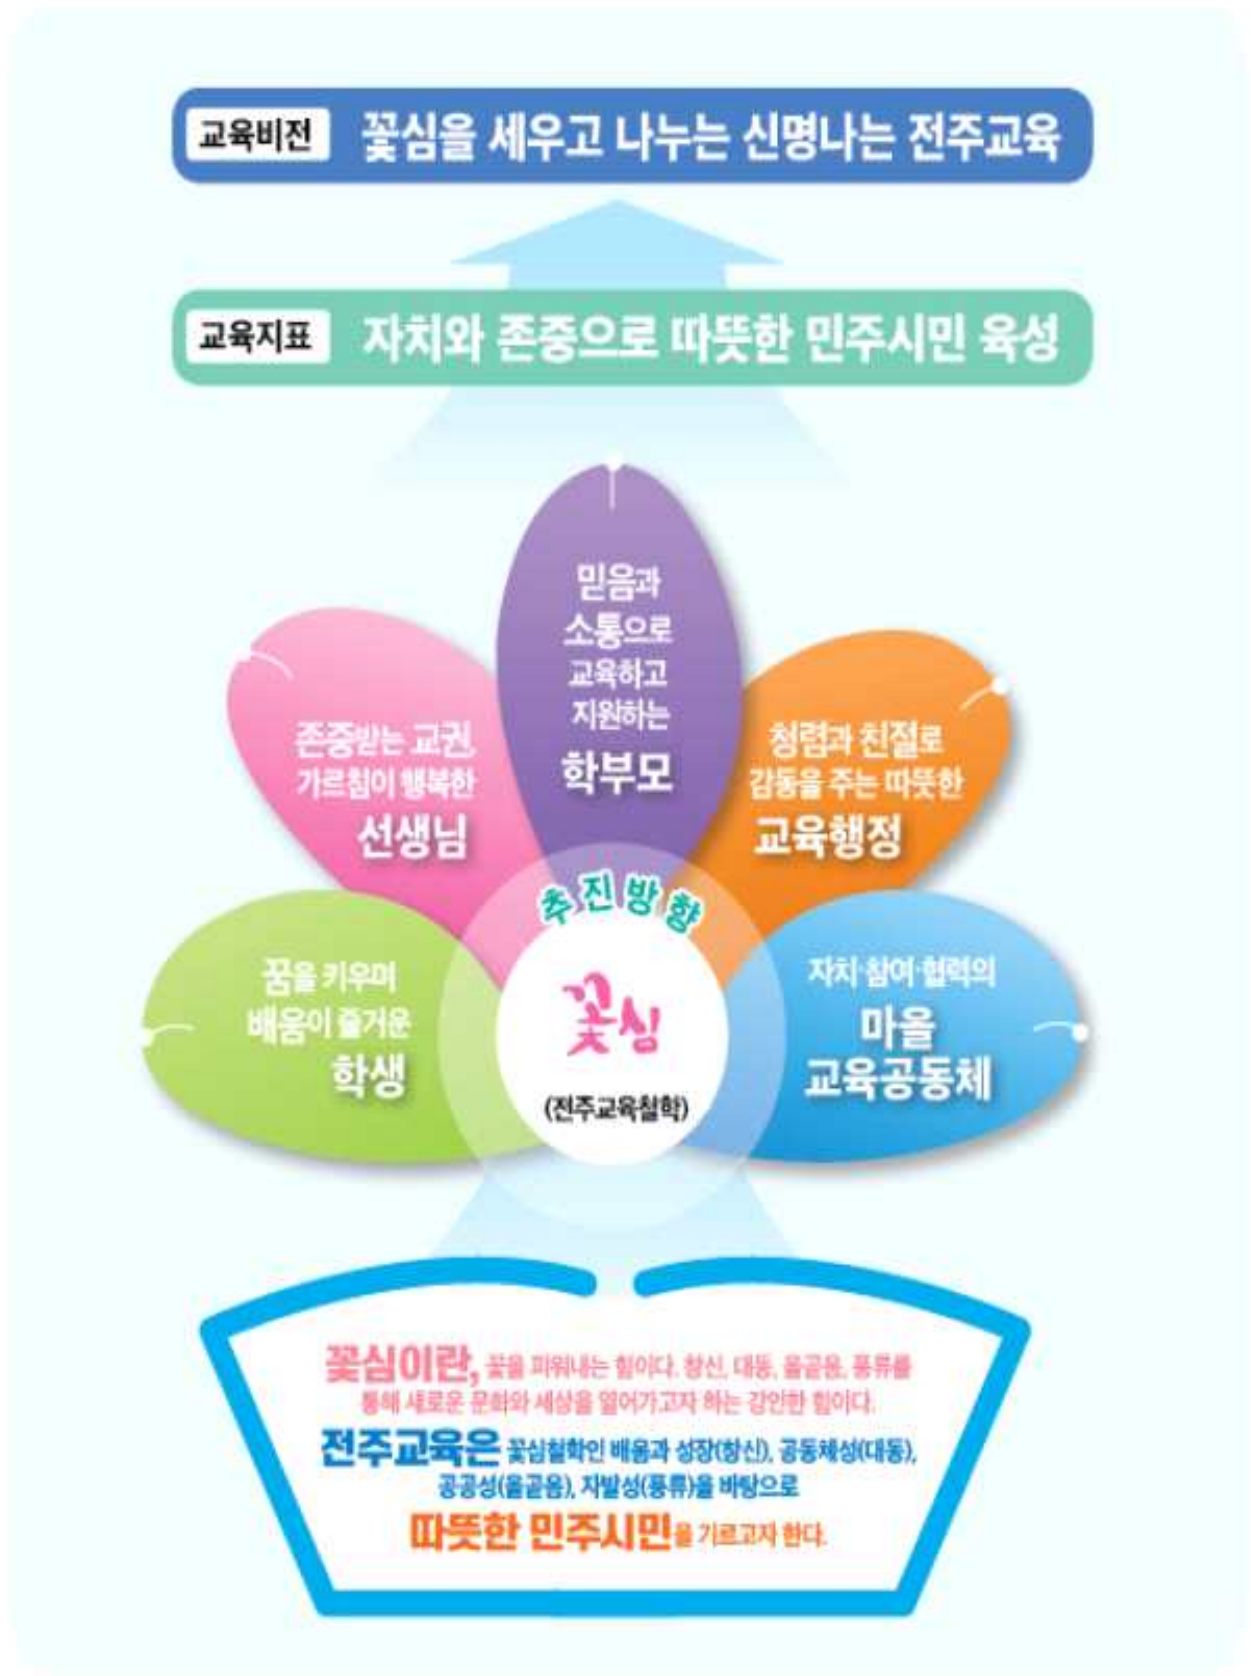 교육비전 꽃심을 세우고 나누는 신명나는 전주교육
교육지표 자치와 존중으로 따뜻한 민주시민 육성
믿음과
소통으로
교육하고
지원하는
학부모
존중받는 교권,
가르침이 행복한
선생님
청렴과 친절로
감동을 주는 따뜻한
교육행정
꿈을 키우며
배움이 즐거운
학생
추진방향
꽃심
(전주교육철학)
자치·참여·협력의
마을
교육공동체
꽃심이란, 꽃을 피워내는 힘이다. 창신, 대동, 올곧음, 풍류를
통해 새로운 문화와 세상을 열어가고자 하는 강인한 힘이다.
전주교육은 꽃심철학인 배움과 성장(창신), 공동체성(대동),
공공성(올곧음), 자발성(풍류)을 바탕으로
따뜻한 민주시민을 기르고자 한다.